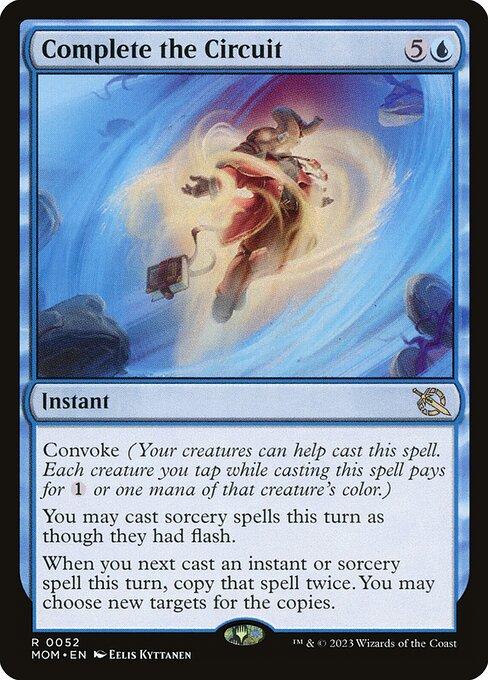 Complete the Circuit 5
Instant
Convoke (Your creatures can help cast this spell.
Each creature you tap while casting this spell pays
for 1 or one mana of that creature's color.)
You may cast sorcery spells this turn as
though they had flash.
When you next cast an instant or sorcery
spell this turn, copy that spell twice. You may
choose new targets for the copies.
R 0052
MOM • EN EELIS KYTTANEN
™ & © 2023 Wizards of the Coast